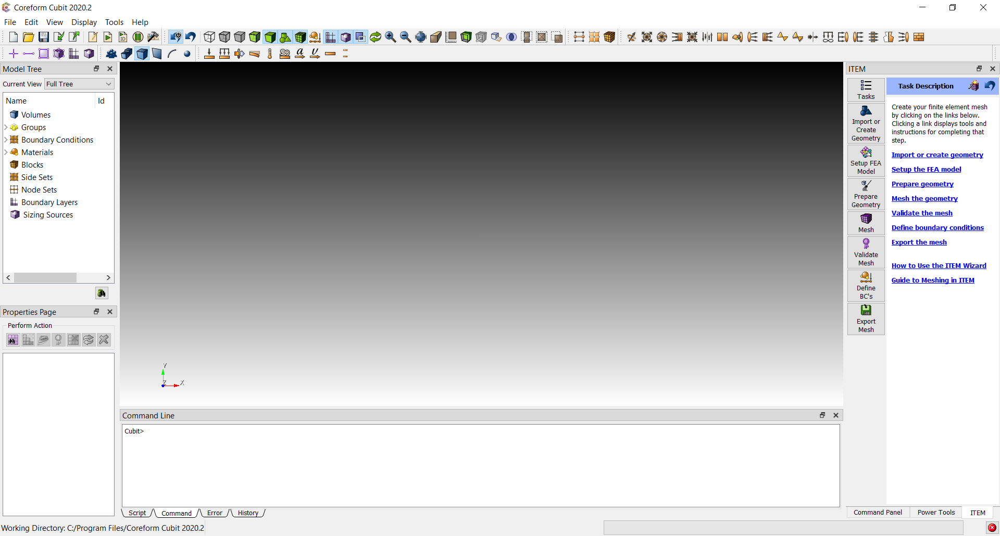 Coreform Cubit 2020.2
File Edit View Display Tools Help
Model Tree
Current View Full Tree
Name Id
Volumes
Groups
Boundary Conditions
Materials
Blocks
Side Sets
Node Sets
Boundary Layers
Sizing Sources
Properties Page
Perform Action
Y
Z X
Command Line
Cubit>
Script Command Error History
ITEM
Tasks
Import or
Create
Geometry
Setup FEA
Model
Prepare
Geometry
Mesh
Validate
Mesh
Define
BC's
Export
Mesh
Task Description
Create your finite element mesh
by clicking on the links below.
Clicking a link displays tools and
instructions for completing that
step.
Import or create geometry
Setup the FEA model
Prepare geometry
Mesh the geometry
Validate the mesh
Define boundary conditions
Export the mesh
How to Use the ITEM Wizard
Guide to Meshing in ITEM
Command Panel Power Tools ITEM
Working Directory: C:/Program Files/Coreform Cubit 2020.2